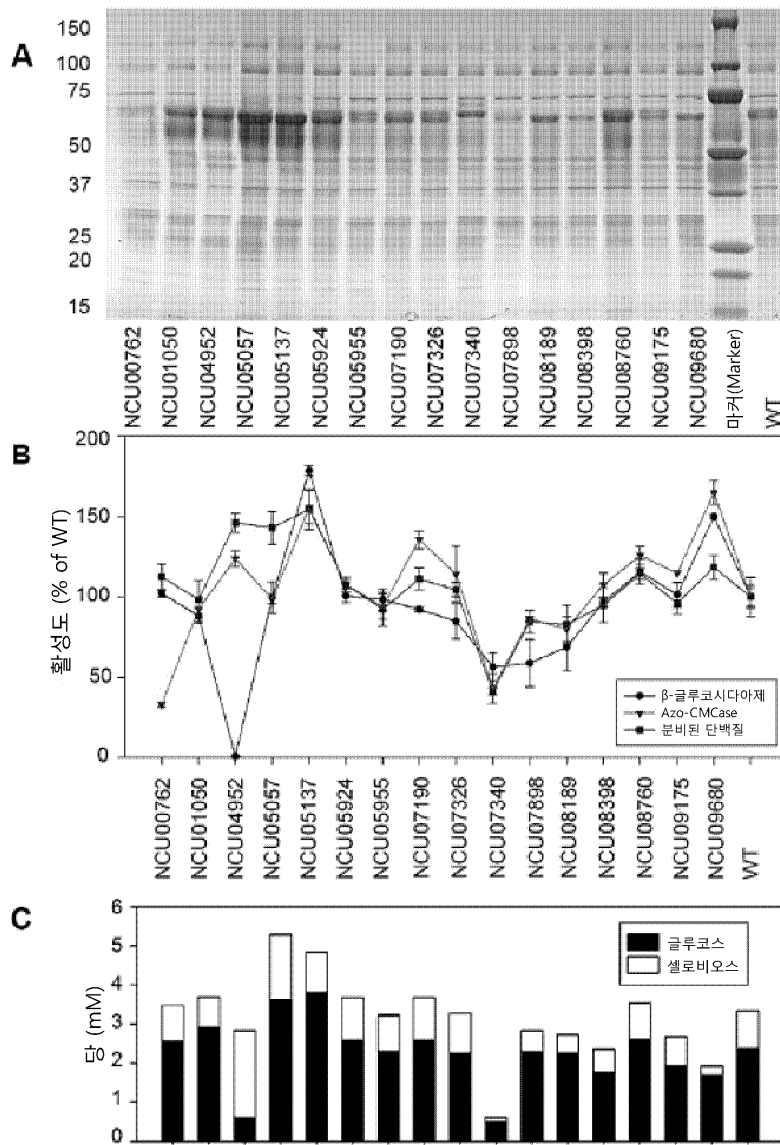 A
150
100
75
50
37
25
20
15
NCU00762
NCU01050
NCU04952
NCU05057
NCU05137
NCU05924
NCU05955
NCU07190
NCU07326
NCU07340
NCU07898
NCU08189
NCU08398
NCU08760
NCU09175
NCU09680
마커(Marker)
WT
B
활성도 (% of WT)
200
150
100
50
0
β-글루코시다아제
Azo-CMCase
분비된 단백질
NCU00762
NCU01050
NCU04952
NCU05057
NCU05137
NCU05924
NCU05955
NCU07190
NCU07326
NCU07340
NCU07898
NCU08189
NCU08398
NCU08760
NCU09175
NCU09680
WT
C
당 (mM)
6
5
4
3
2
1
0
글루코스
셀로비오스